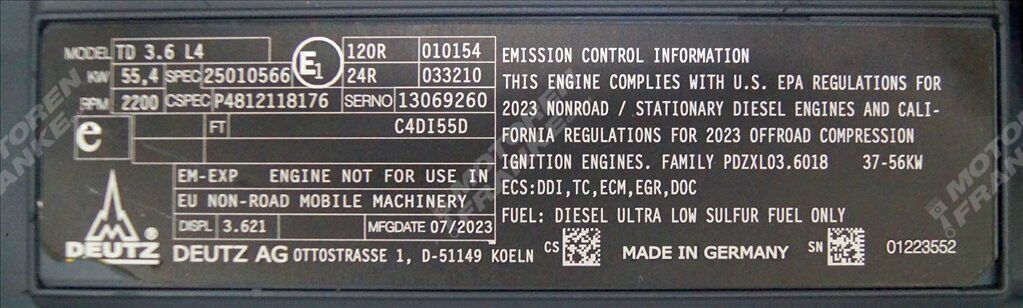 MODEL TD 3.6 L4 120R 010154
KW 55,4 SPEC 25010566 E1 24R 033210
RPM 2200 CSPEC P4812118176 SERNO 13069260
e FT C4DI55D
EM-EXP ENGINE NOT FOR USE IN
EU NON-ROAD MOBILE MACHINERY
DISPL 3.621 MFGDATE 07/2023
DEUTZ
DEUTZ AG OTTOSTRASSE 1, D-51149 KOELN
EMISSION CONTROL INFORMATION
THIS ENGINE COMPLIES WITH U.S. EPA REGULATIONS FOR
2023 NONROAD / STATIONARY DIESEL ENGINES AND CALI-
FORNIA REGULATIONS FOR 2023 OFFROAD COMPRESSION
IGNITION ENGINES. FAMILY PDZXL03.6018 37-56KW
ECS:DDI,TC,ECM,EGR,DOC
FUEL: DIESEL ULTRA LOW SULFUR FUEL ONLY
CS MADE IN GERMANY SN 01223552
MOTOREN
FRANKE